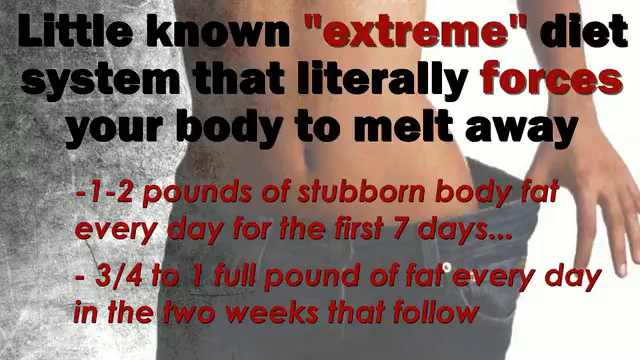 Little known "extreme" diet
system that literally forces
your body to melt away
-1-2 pounds of stubborn body fat
every day for the first 7 days...
- 3/4 to 1 full pound of fat every day
in the two weeks that follow